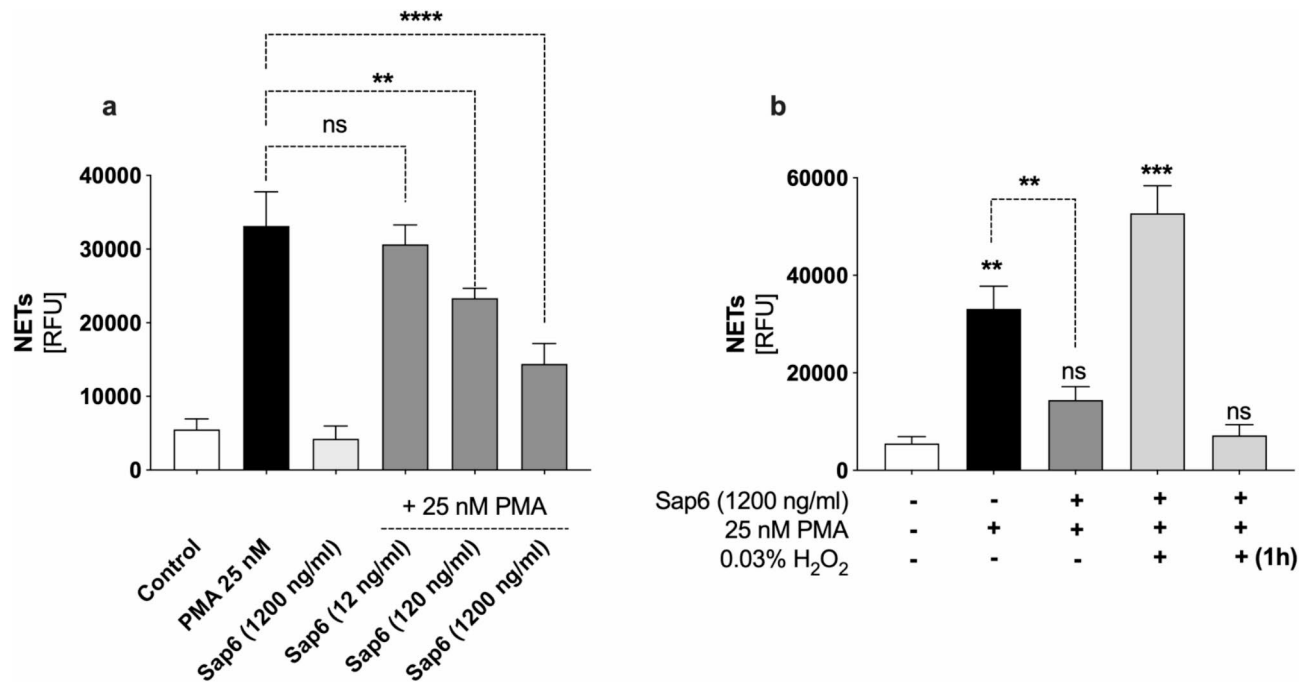 a
****
**
ns
40000
30000
20000
10000
0
NETs
[RFU]
+ 25 nM PMA
Control
PMA 25 nM
Sap6 (1200 ng/ml)
Sap6 (12 ng/ml)
Sap6 (120 ng/ml)
Sap6 (1200 ng/ml)
b
60000
40000
20000
0
NETs
[RFU]
**
**
ns
***
ns
Sap6 (1200 ng/ml) - - + + +
25 nM PMA - + + + +
0.03% H₂O₂ - - - + + (1h)